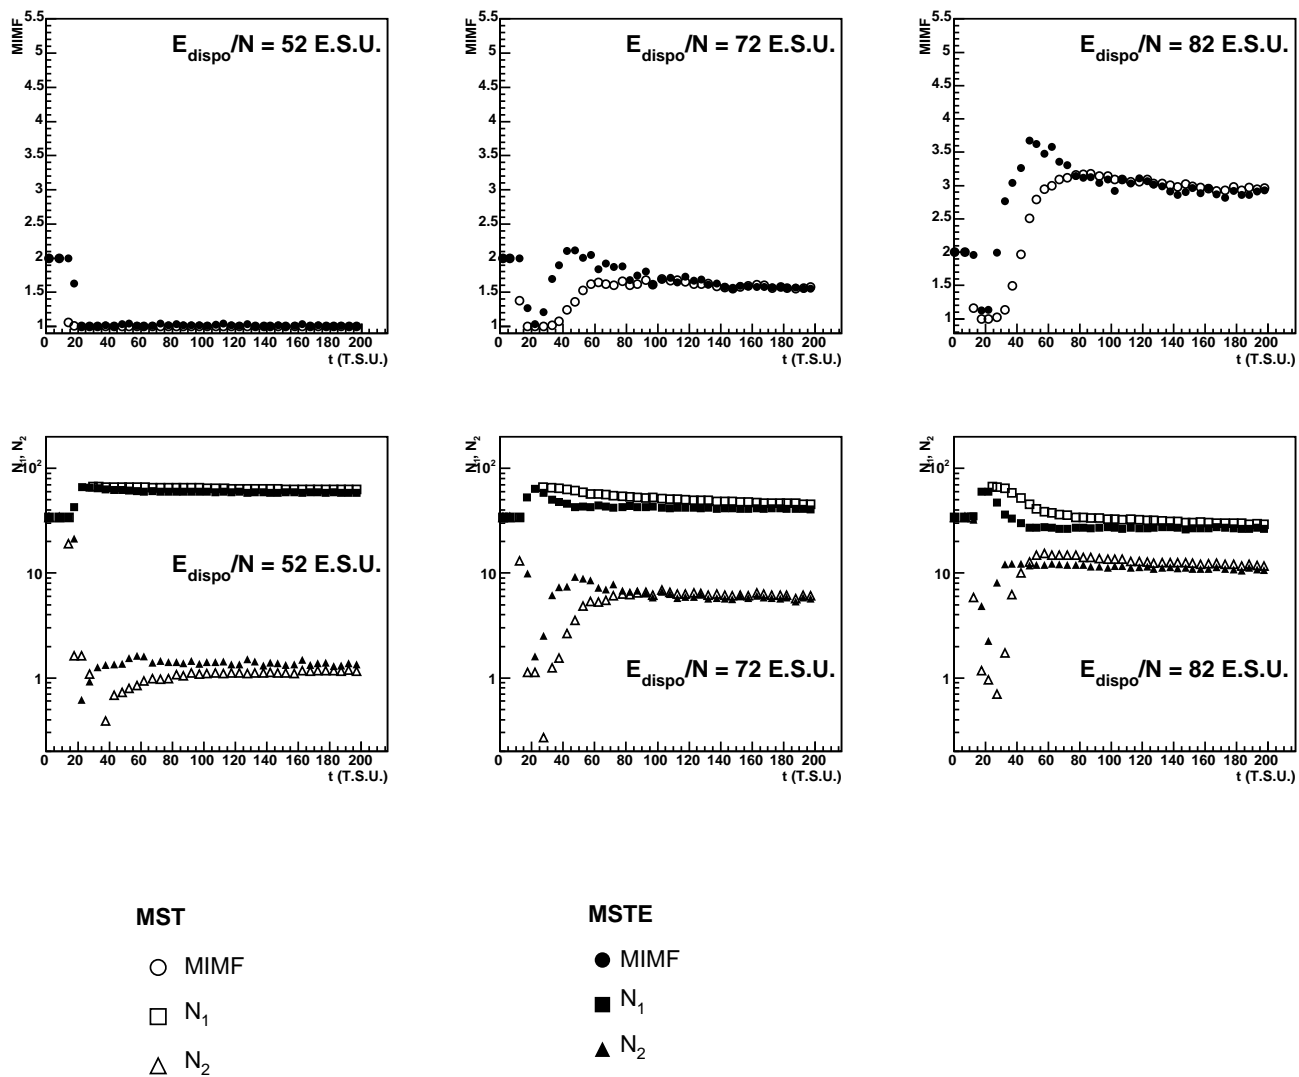 MIMF
5.5
5
4.5
4
3.5
3
2.5
2
1.5
1
E_dispo/N = 52 E.S.U.
0 20 40 60 80 100 120 140 160 180 200
t (T.S.U.)
MIMF
5.5
5
4.5
4
3.5
3
2.5
2
1.5
1
E_dispo/N = 72 E.S.U.
0 20 40 60 80 100 120 140 160 180 200
t (T.S.U.)
MIMF
5.5
5
4.5
4
3.5
3
2.5
2
1.5
1
E_dispo/N = 82 E.S.U.
0 20 40 60 80 100 120 140 160 180 200
t (T.S.U.)
N_1, N_2
10^2
10
1
E_dispo/N = 52 E.S.U.
0 20 40 60 80 100 120 140 160 180 200
t (T.S.U.)
N_1, N_2
10^2
10
1
E_dispo/N = 72 E.S.U.
0 20 40 60 80 100 120 140 160 180 200
t (T.S.U.)
N_1, N_2
10^2
10
1
E_dispo/N = 82 E.S.U.
0 20 40 60 80 100 120 140 160 180 200
t (T.S.U.)
MST
MIMF
N_1
N_2
MSTE
MIMF
N_1
N_2